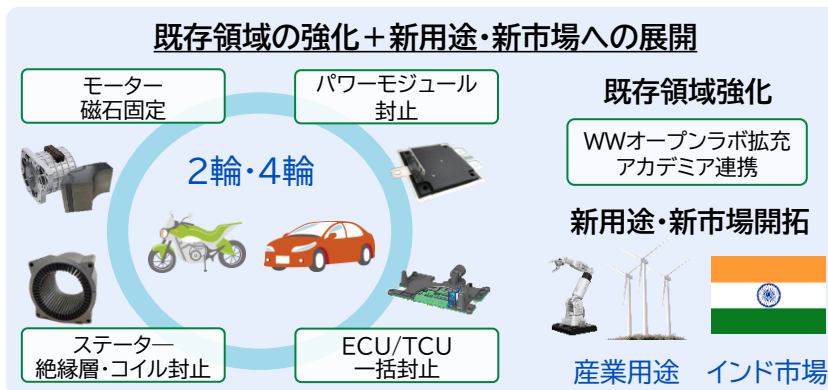 既存領域の強化＋新用途・新市場への展開
モーター
磁石固定
パワーモジュール
封止
2輪・4輪
ステーター
絶縁層・コイル封止
ECU/TCU
一括封止
既存領域強化
WWオープンラボ拡充
アカデミア連携
新用途・新市場開拓
産業用途
インド市場